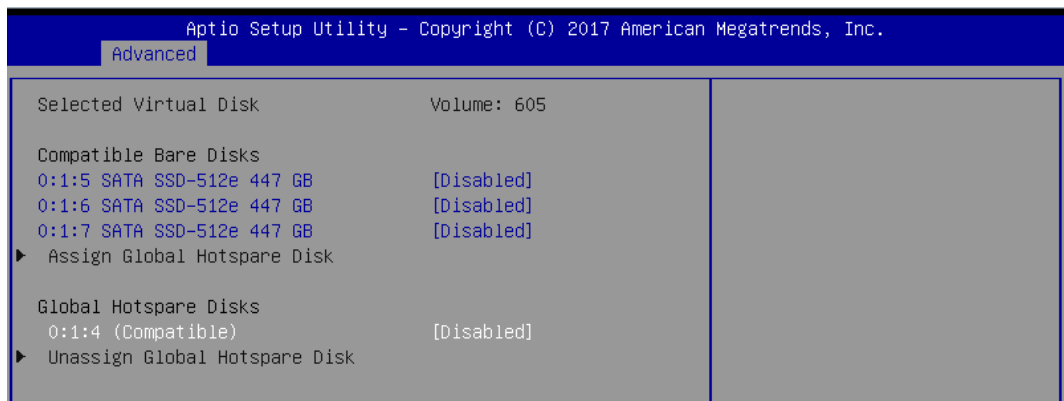 Aptio Setup Utility – Copyright (C) 2017 American Megatrends, Inc.
Advanced
Selected Virtual Disk Volume: 605
Compatible Bare Disks
0:1:5 SATA SSD-512e 447 GB [Disabled]
0:1:6 SATA SSD-512e 447 GB [Disabled]
0:1:7 SATA SSD-512e 447 GB [Disabled]
Assign Global Hotspare Disk
Global Hotspare Disks
0:1:4 (Compatible) [Disabled]
Unassign Global Hotspare Disk